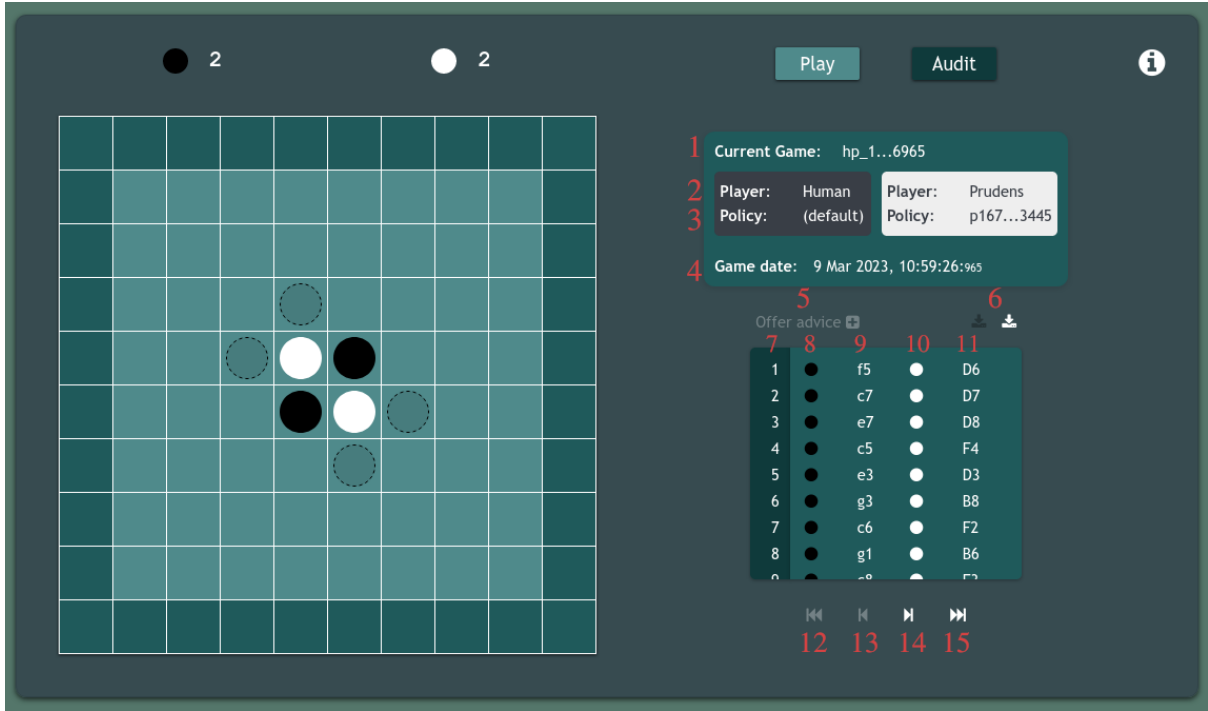 2 2 Play Audit
1 Current Game: hp_1...6965
2 Player: Human Player: Prudens
3 Policy: (default) Policy: p167...3445
4 Game date: 9 Mar 2023, 10:59:26:965
5 6
Offer advice
7 8 9 10 11
1 f5 D6
2 c7 D7
3 e7 D8
4 c5 F4
5 e3 D3
6 g3 B8
7 c6 F2
8 g1 B6
12 13 14 15